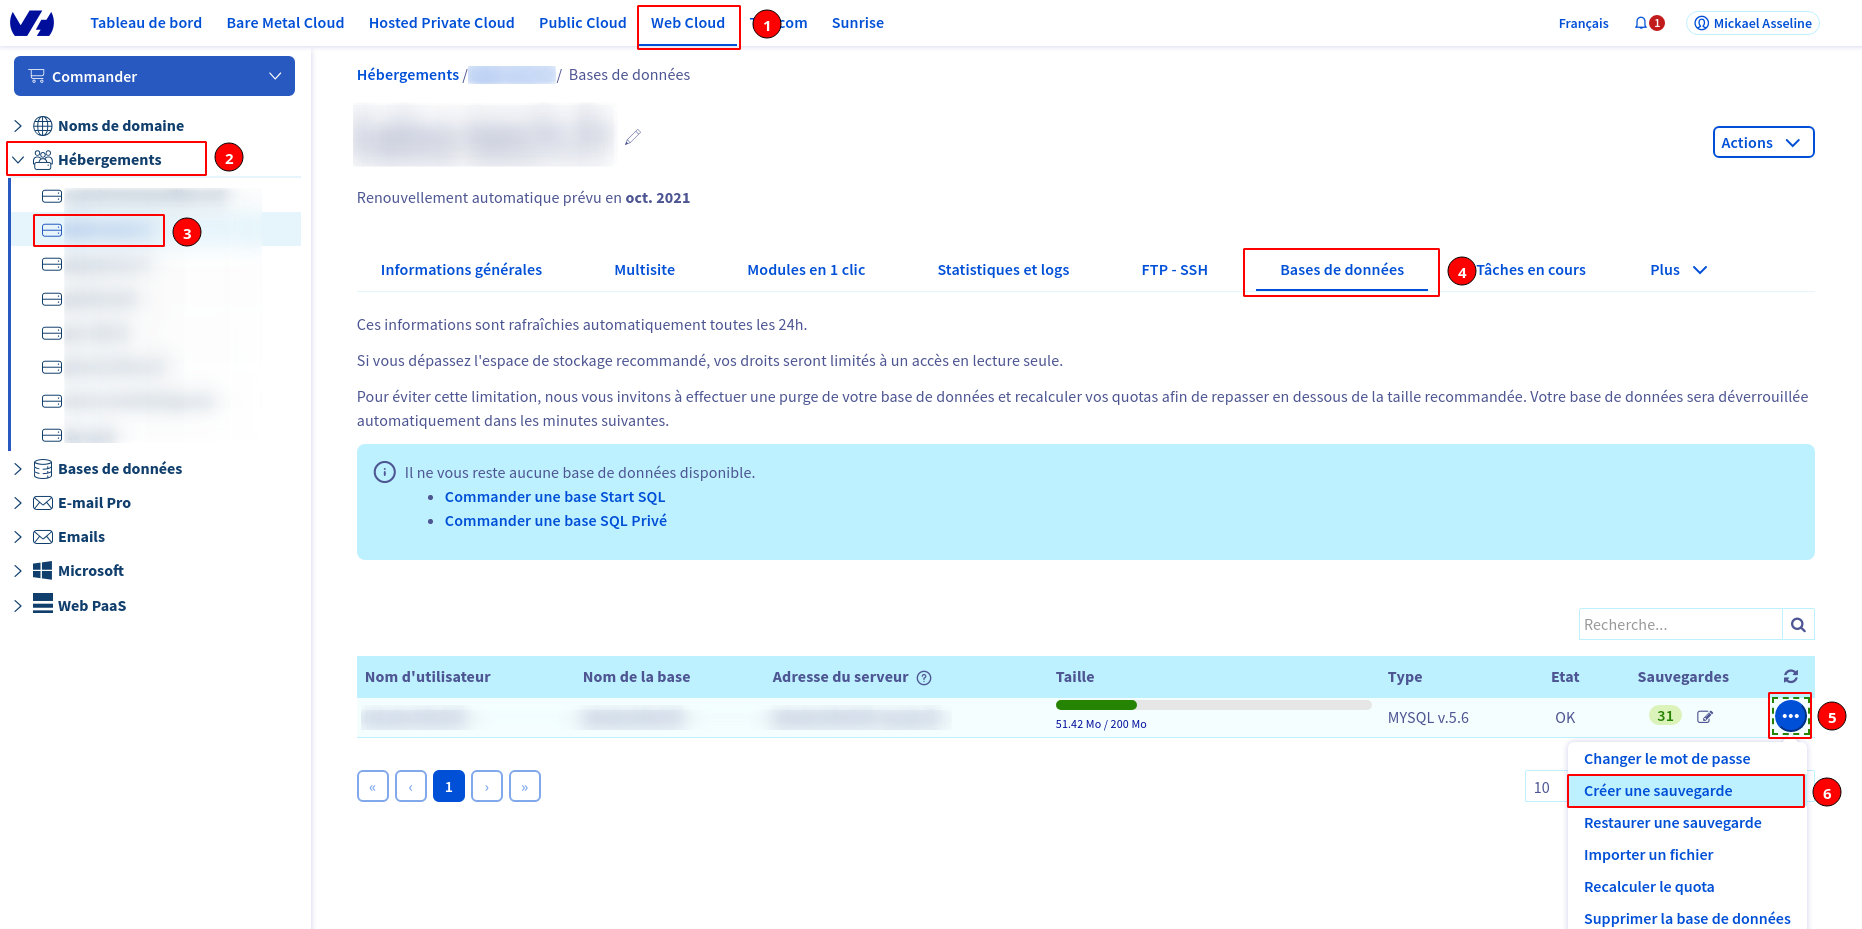 Tableau de bord Bare Metal Cloud Hosted Private Cloud Public Cloud Web Cloud 1 com Sunrise Français 1 Mickael Asseline
Commander
Noms de domaine
Hébergements 2
3
Bases de données
E-mail Pro
Emails
Microsoft
Web PaaS
Hébergements / / Bases de données
Actions
Renouvellement automatique prévu en oct. 2021
Informations générales Multisite Modules en 1 clic Statistiques et logs FTP - SSH Bases de données 4 Tâches en cours Plus
Ces informations sont rafraîchies automatiquement toutes les 24h.
Si vous dépassez l'espace de stockage recommandé, vos droits seront limités à un accès en lecture seule.
Pour éviter cette limitation, nous vous invitons à effectuer une purge de votre base de données et recalculer vos quotas afin de repasser en dessous de la taille recommandée. Votre base de données sera déverrouillée
automatiquement dans les minutes suivantes.
Il ne vous reste aucune base de données disponible.
• Commander une base Start SQL
• Commander une base SQL Privé
Recherche...
Nom d'utilisateur Nom de la base Adresse du serveur Taille Type Etat Sauvegardes
51.42 Mo / 200 Mo MYSQL v.5.6 OK 31 5
« ‹ 1 › » 10
Changer le mot de passe
Créer une sauvegarde 6
Restaurer une sauvegarde
Importer un fichier
Recalculer le quota
Supprimer la base de données